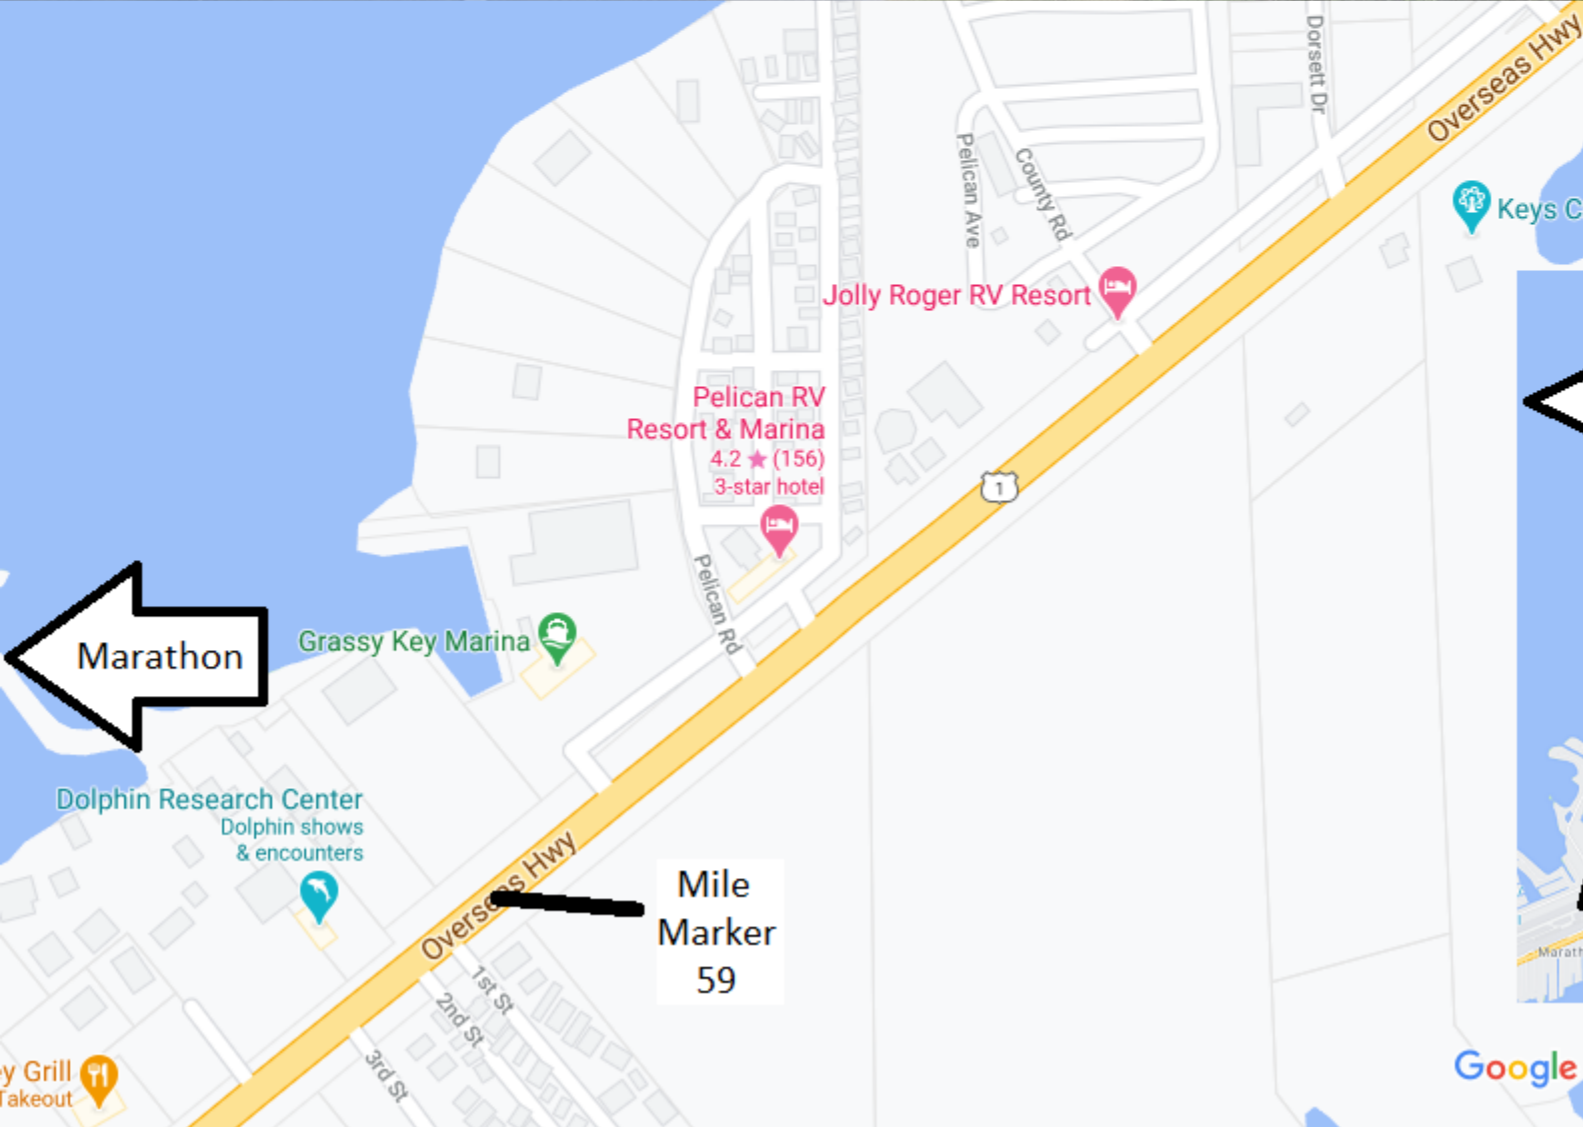 Dorsett Dr
Overseas Hwy
Pelican Ave
County Rd
Keys C
Jolly Roger RV Resort
Pelican RV
Resort & Marina
4.2 ★ (156)
3-star hotel
1
Pelican Rd
Grassy Key Marina
Marathon
Dolphin Research Center
Dolphin shows
& encounters
Overseas Hwy
Mile
Marker
59
1st St
2nd St
3rd St
y Grill
Takeout
Marath
Google